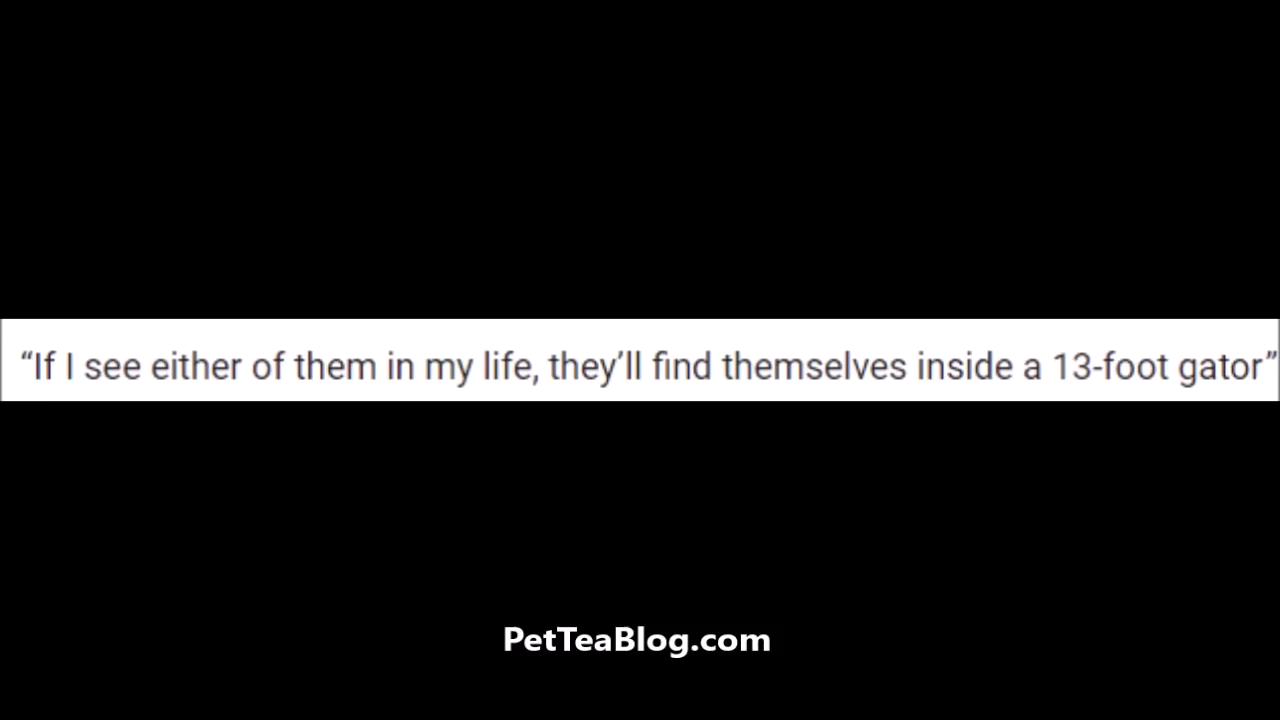 “If I see either of them in my life, they’ll find themselves inside a 13-foot gator”
PetTeaBlog.com